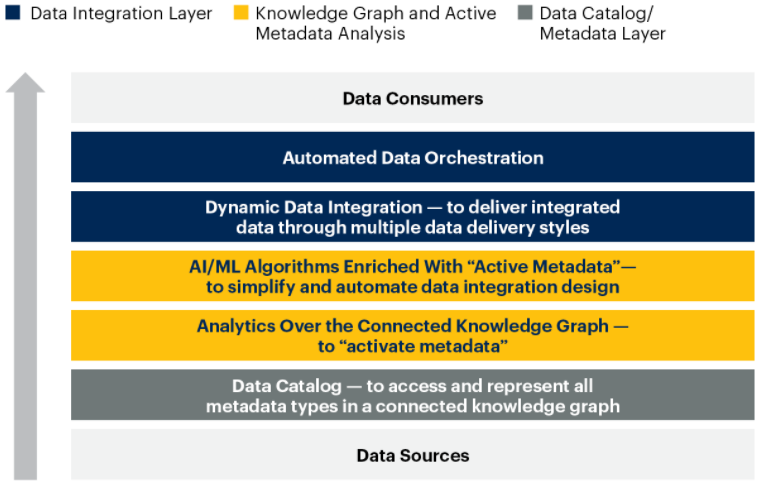 Data Integration Layer
Knowledge Graph and Active
Metadata Analysis
Data Catalog/
Metadata Layer
Data Consumers
Automated Data Orchestration
Dynamic Data Integration — to deliver integrated
data through multiple data delivery styles
AI/ML Algorithms Enriched With “Active Metadata”—
to simplify and automate data integration design
Analytics Over the Connected Knowledge Graph —
to “activate metadata”
Data Catalog — to access and represent all
metadata types in a connected knowledge graph
Data Sources